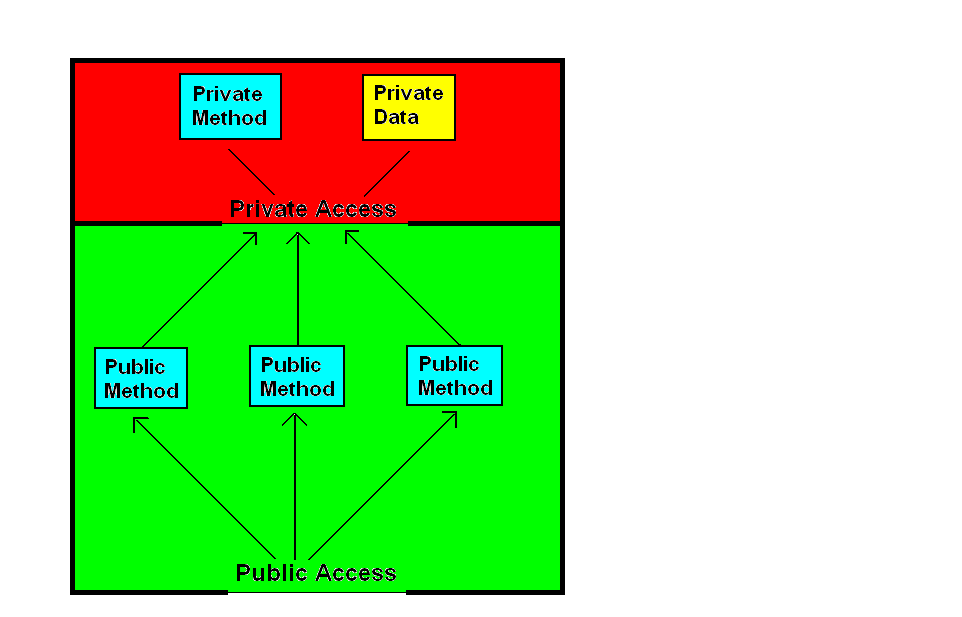 Private
Method
Private
Data
Private Access
Public
Method
Public
Method
Public
Method
Public Access